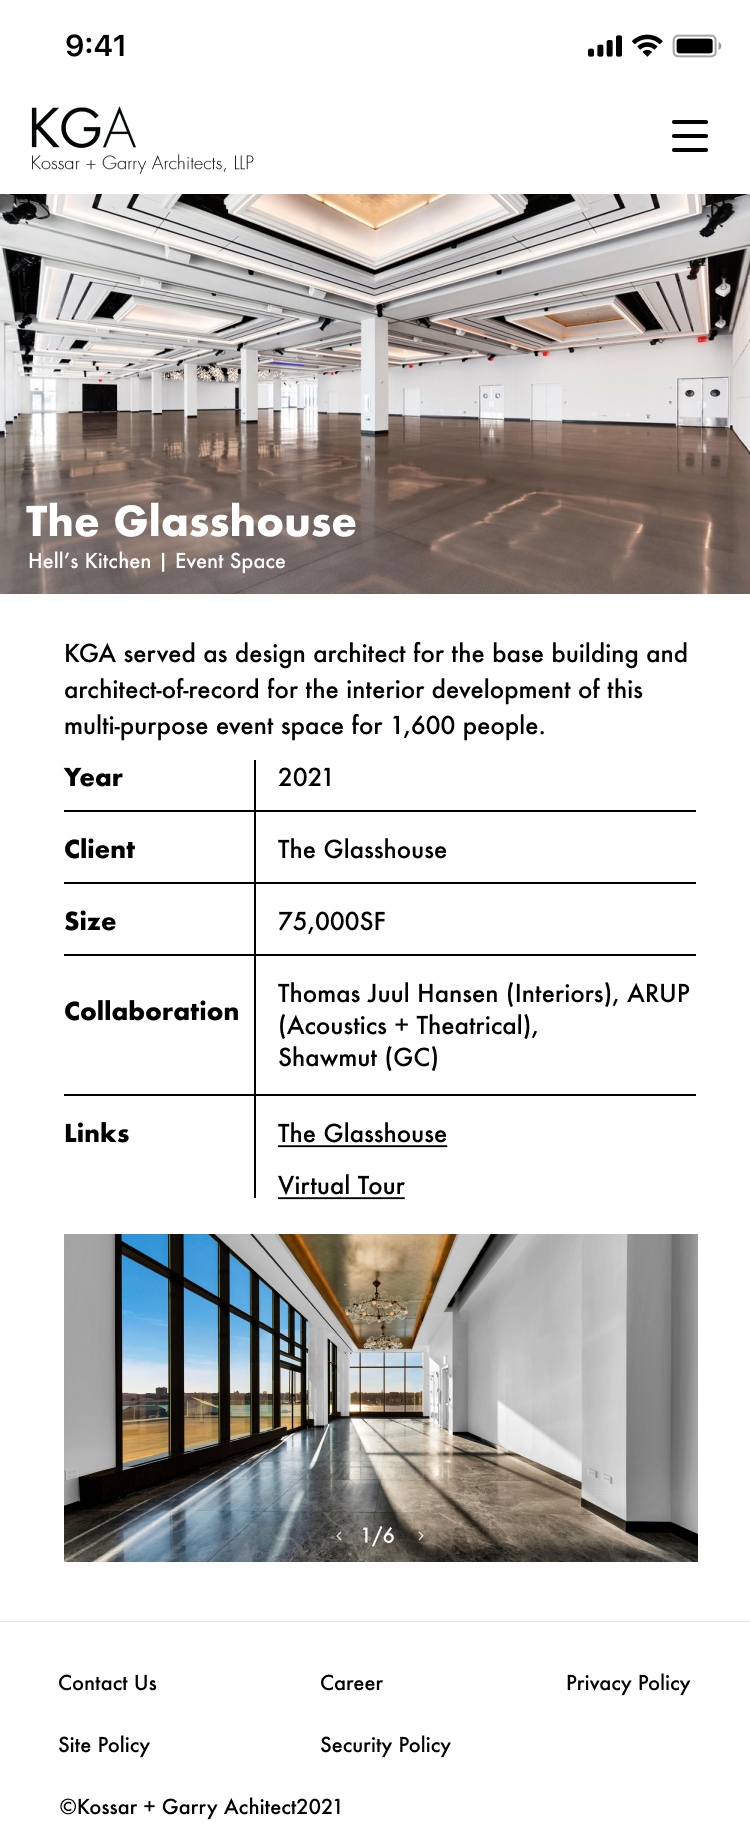 9:41
KGA
Kossar + Garry Architects, LLP
The Glasshouse
Hell's Kitchen | Event Space
KGA served as design architect for the base building and
architect-of-record for the interior development of this
multi-purpose event space for 1,600 people.
Year 2021
Client The Glasshouse
Size 75,000SF
Collaboration Thomas Juul Hansen (Interiors), ARUP
(Acoustics + Theatrical),
Shawmut (GC)
Links The Glasshouse
Virtual Tour
‹ 1/6 ›
Contact Us Career Privacy Policy
Site Policy Security Policy
©Kossar + Garry Achitect2021